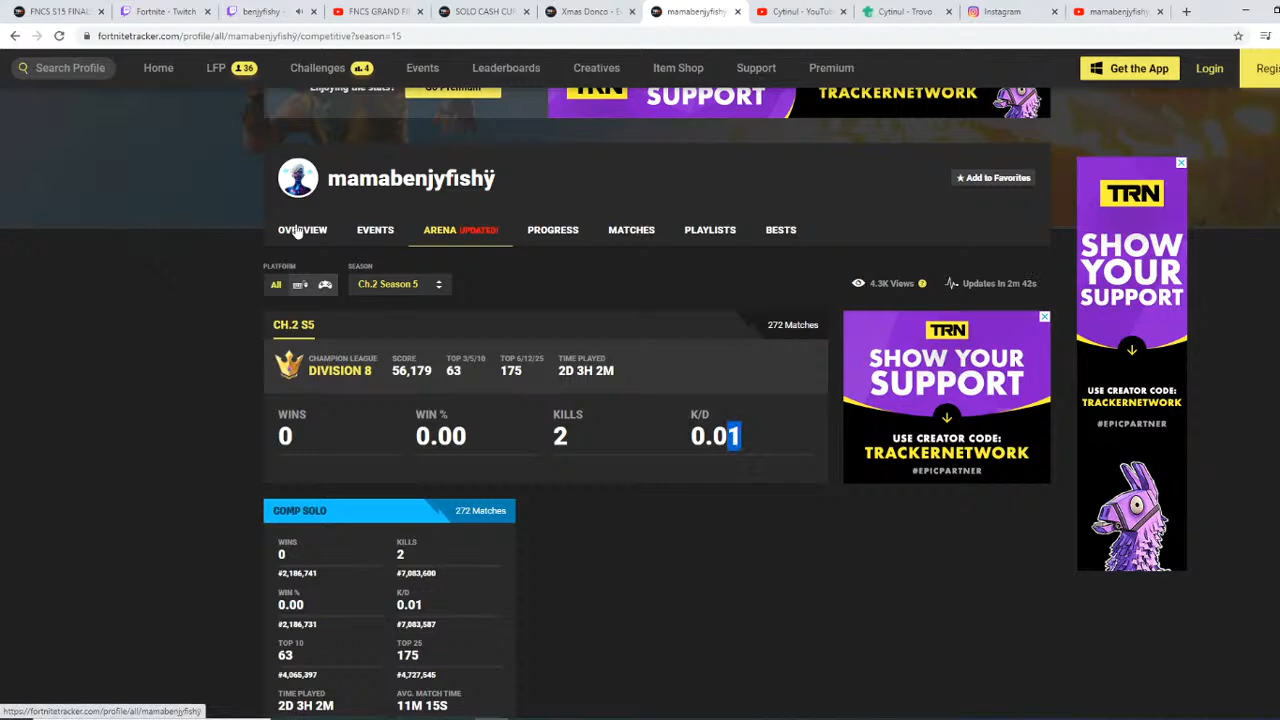 FNCS S15 FINAL
Fortnite - Twitch
benjyfishy -
FNCS GRAND FI
SOLO CASH CUP
Xmas Donco - E
mamabenjyfishy
Cytinul - YouTub
Cytinul - Trovo
Instagram
mamabenjyfishy
fortnitetracker.com/profile/all/mamabenjyfishÿ/competitive?season=15
Search Profile
Home
LFP 36
Challenges 4
Events
Leaderboards
Creatives
Item Shop
Support
Premium
Get the App
Login
Regi
Enjoying the stats?
Go Premium
TRN
SUPPORT
TRACKERNETWORK
mamabenjyfishÿ
★ Add to Favorites
OVERVIEW
EVENTS
ARENA UPDATED!
PROGRESS
MATCHES
PLAYLISTS
BESTS
PLATFORM
SEASON
All
Ch.2 Season 5
4.3K Views ?
Updates In 2m 42s
CH.2 S5
272 Matches
CHAMPION LEAGUE
DIVISION 8
SCORE
56,179
TOP 3/5/10
63
TOP 6/12/25
175
TIME PLAYED
2D 3H 2M
WINS
0
WIN %
0.00
KILLS
2
K/D
0.01
TRN
SHOW YOUR
SUPPORT
USE CREATOR CODE:
TRACKERNETWORK
#EPICPARTNER
TRN
SHOW
YOUR
SUPPORT
USE CREATOR CODE:
TRACKERNETWORK
#EPICPARTNER
COMP SOLO
272 Matches
WINS
0
#2,186,741
KILLS
2
#7,083,600
WIN %
0.00
#2,186,731
K/D
0.01
#7,083,587
TOP 10
63
#4,065,397
TOP 25
175
#4,727,545
TIME PLAYED
2D 3H 2M
AVG. MATCH TIME
11M 15S
https://fortnitetracker.com/profile/all/mamabenjyfishÿ